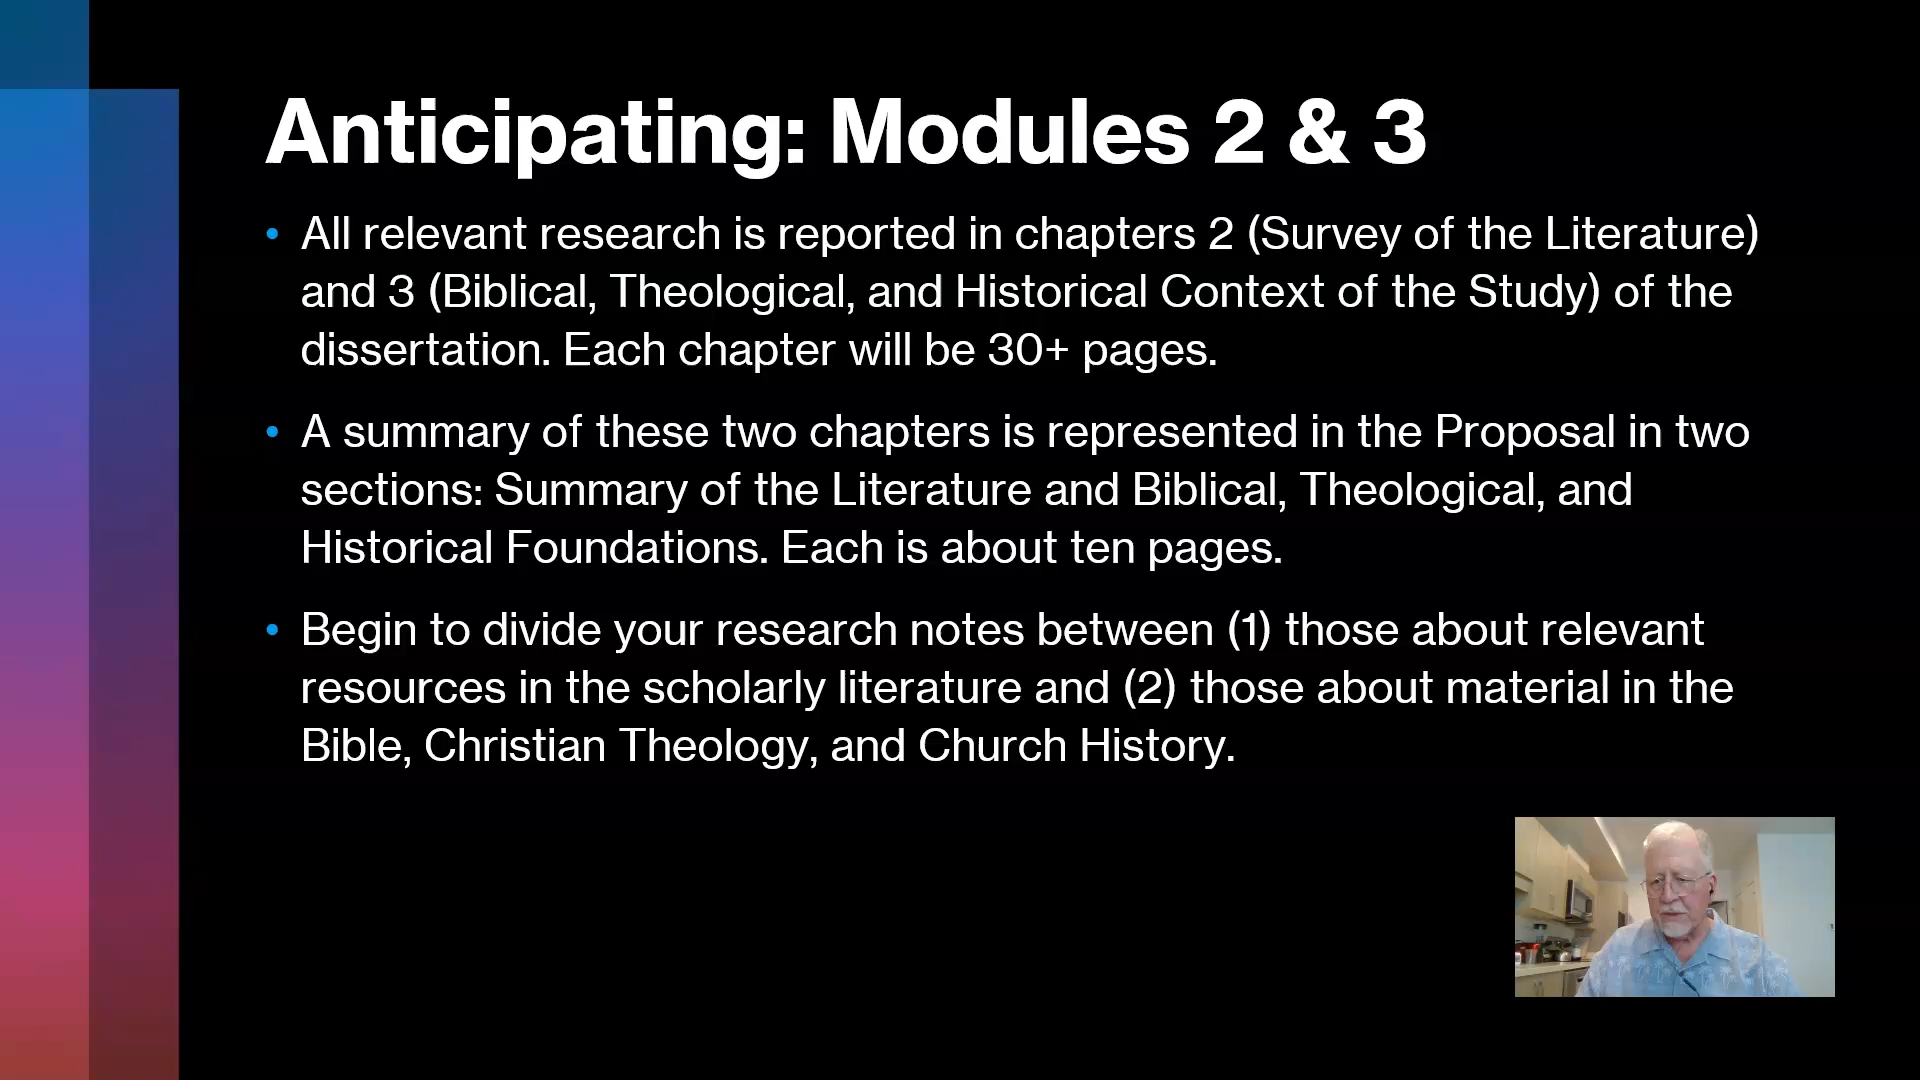 Anticipating: Modules 2 & 3
• All relevant research is reported in chapters 2 (Survey of the Literature)
and 3 (Biblical, Theological, and Historical Context of the Study) of the
dissertation. Each chapter will be 30+ pages.
• A summary of these two chapters is represented in the Proposal in two
sections: Summary of the Literature and Biblical, Theological, and
Historical Foundations. Each is about ten pages.
• Begin to divide your research notes between (1) those about relevant
resources in the scholarly literature and (2) those about material in the
Bible, Christian Theology, and Church History.